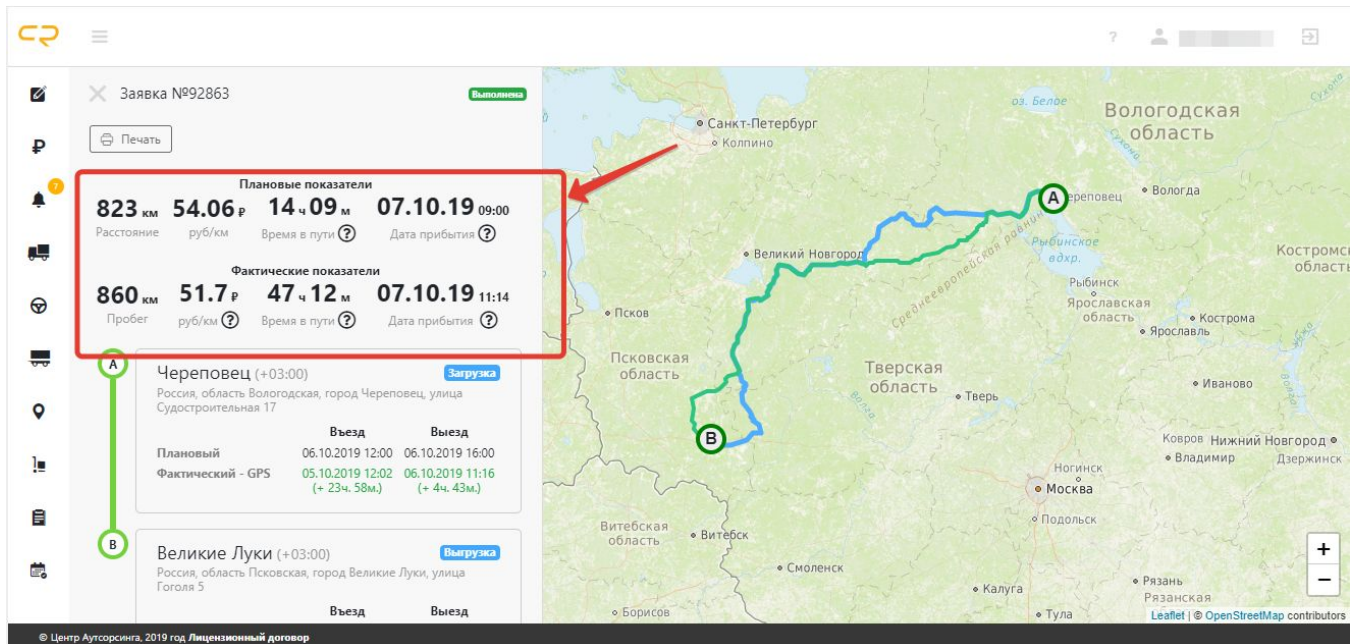 ?
Заявка №92863
Выполнена
Печать
?
Плановые показатели
823 км 54.06 ₽ 14 ч 09 м 07.10.19 09:00
Расстояние руб/км Время в пути ? Дата прибытия ?
Фактические показатели
860 км 51.7 ₽ 47 ч 12 м 07.10.19 11:14
Пробег руб/км ? Время в пути ? Дата прибытия ?
A
Череповец (+03:00) Загрузка
Россия, область Вологодская, город Череповец, улица
Судостроительная 17
Въезд Выезд
Плановый 06.10.2019 12:00 06.10.2019 16:00
Фактический - GPS 05.10.2019 12:02 06.10.2019 11:16
(+ 23ч. 58м.) (+ 4ч. 43м.)
B
Великие Луки (+03:00) Выгрузка
Россия, область Псковская, город Великие Луки, улица
Гоголя 5
Въезд Выезд
оз. Белое
Сухона
Вологодская
область
Сухона
Санкт-Петербург
Колпино
A
ереповец
Вологда
Рыбинское
вдхр.
Великий Новгород
Среднеевропейская равнин
Костромс
област
Рыбинск
Ярославская
область
Кострома
Ярославль
Псков
Псковская
область
Тверская
область
Волга
Тверь
Иваново
Волга
B
Ковров
Нижний Новгород
Владимир
Дзержинск
Ногинск
Москва
Подольск
Витебская
область
Витебск
Смоленск
Калуга
Рязань
Рязанская
Борисов
Тула
+
−
Leaflet | © OpenStreetMap contributors
© Центр Аутсорсинга, 2019 год Лицензионный договор